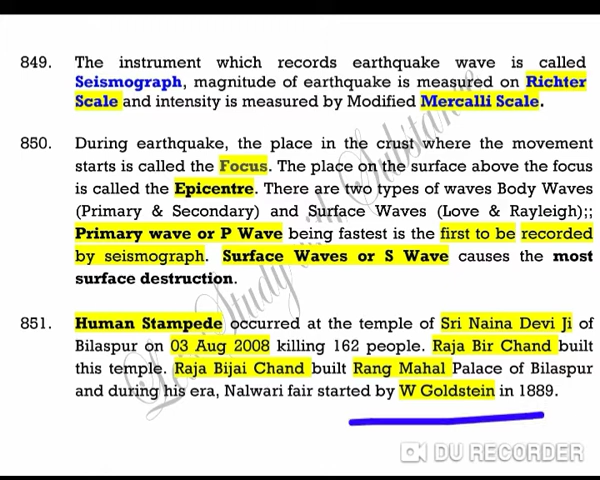 849. The instrument which records earthquake wave is called
Seismograph, magnitude of earthquake is measured on Richter
Scale and intensity is measured by Modified Mercalli Scale.
850. During earthquake, the place in the crust where the movement
starts is called the Focus. The place on the surface above the focus
is called the Epicentre. There are two types of waves Body Waves
(Primary & Secondary) and Surface Waves (Love & Rayleigh);;
Primary wave or P Wave being fastest is the first to be recorded
by seismograph. Surface Waves or S Wave causes the most
surface destruction.
851. Human Stampede occurred at the temple of Sri Naina Devi Ji of
Bilaspur on 03 Aug 2008 killing 162 people. Raja Bir Chand built
this temple. Raja Bijai Chand built Rang Mahal Palace of Bilaspur
and during his era, Nalwari fair started by W Goldstein in 1889.
Study with Substance
DU RECORDER